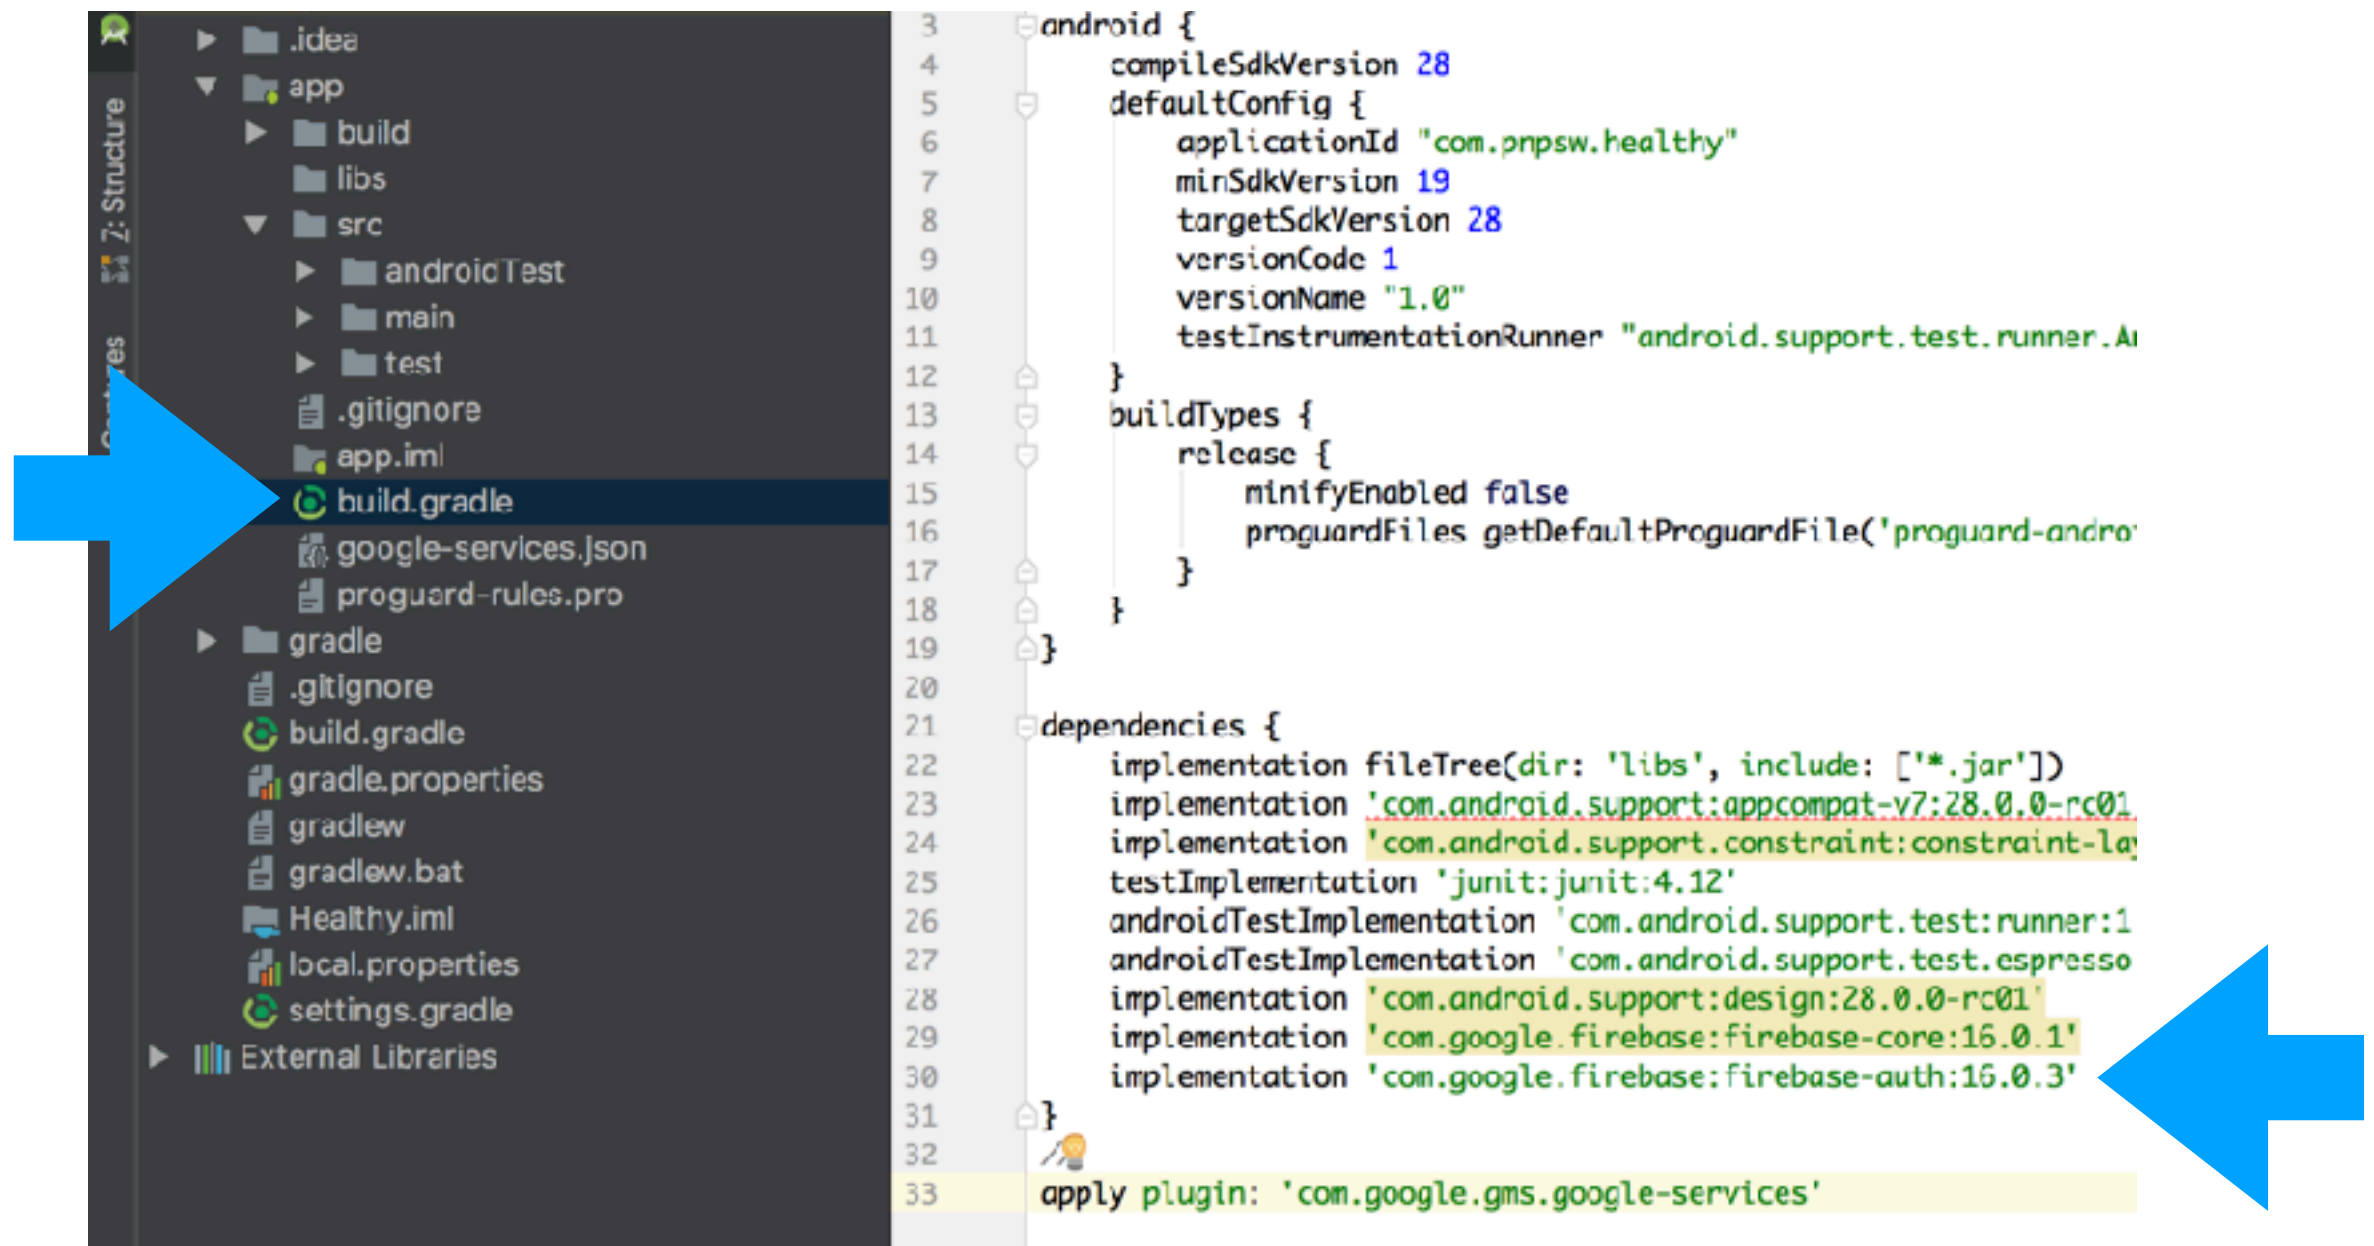 2: Structure
Captures
.idea
app
build
libs
src
androidTest
main
test
.gitignore
app.iml
build.gradle
google-services.json
proguard-rules.pro
gradle
.gitignore
build.gradle
gradle.properties
gradlew
gradlew.bat
Healthy.iml
local.properties
settings.gradle
External Libraries
3 android {
4 compileSdkVersion 28
5 defaultConfig {
6 applicationId "com.pnpsw.healthy"
7 minSdkVersion 19
8 targetSdkVersion 28
9 versionCode 1
10 versionName "1.0"
11 testInstrumentationRunner "android.support.test.runner.A
12 }
13 buildTypes {
14 release {
15 minifyEnabled false
16 proguardFiles getDefaultProguardFile('proguard-andro
17 }
18 }
19 }
20
21 dependencies {
22 implementation fileTree(dir: 'libs', include: ['*.jar'])
23 implementation 'com.android.support:appcompat-v7:28.0.0-rc01
24 implementation 'com.android.support.constraint:constraint-la
25 testImplementation 'junit:junit:4.12'
26 androidTestImplementation 'com.android.support.test:runner:1
27 androidTestImplementation 'com.android.support.test.espresso
28 implementation 'com.android.support:design:28.0.0-rc01'
29 implementation 'com.google.firebase:firebase-core:16.0.1'
30 implementation 'com.google.firebase:firebase-auth:16.0.3'
31 }
32
33 apply plugin: 'com.google.gms.google-services'